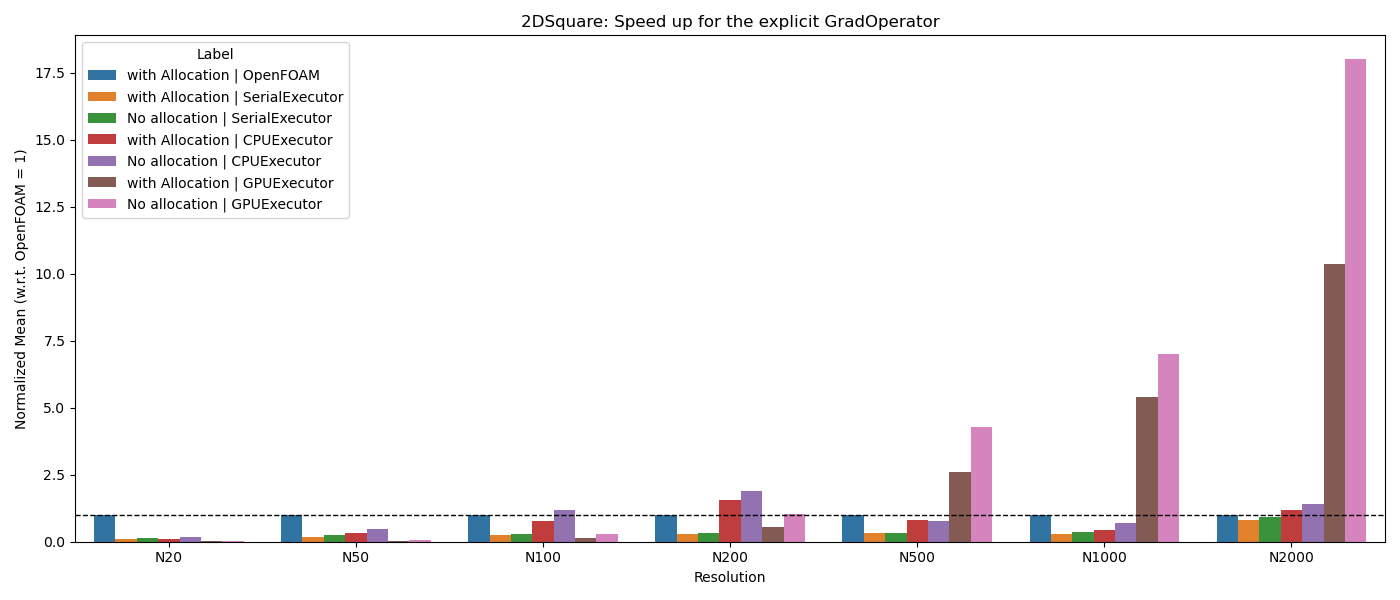 2DSquare: Speed up for the explicit GradOperator
Label
with Allocation | OpenFOAM
with Allocation | SerialExecutor
No allocation | SerialExecutor
with Allocation | CPUExecutor
No allocation | CPUExecutor
with Allocation | GPUExecutor
No allocation | GPUExecutor
Normalized Mean (w.r.t. OpenFOAM = 1)
17.5
15.0
12.5
10.0
7.5
5.0
2.5
0.0
N20
N50
N100
N200
N500
N1000
N2000
Resolution